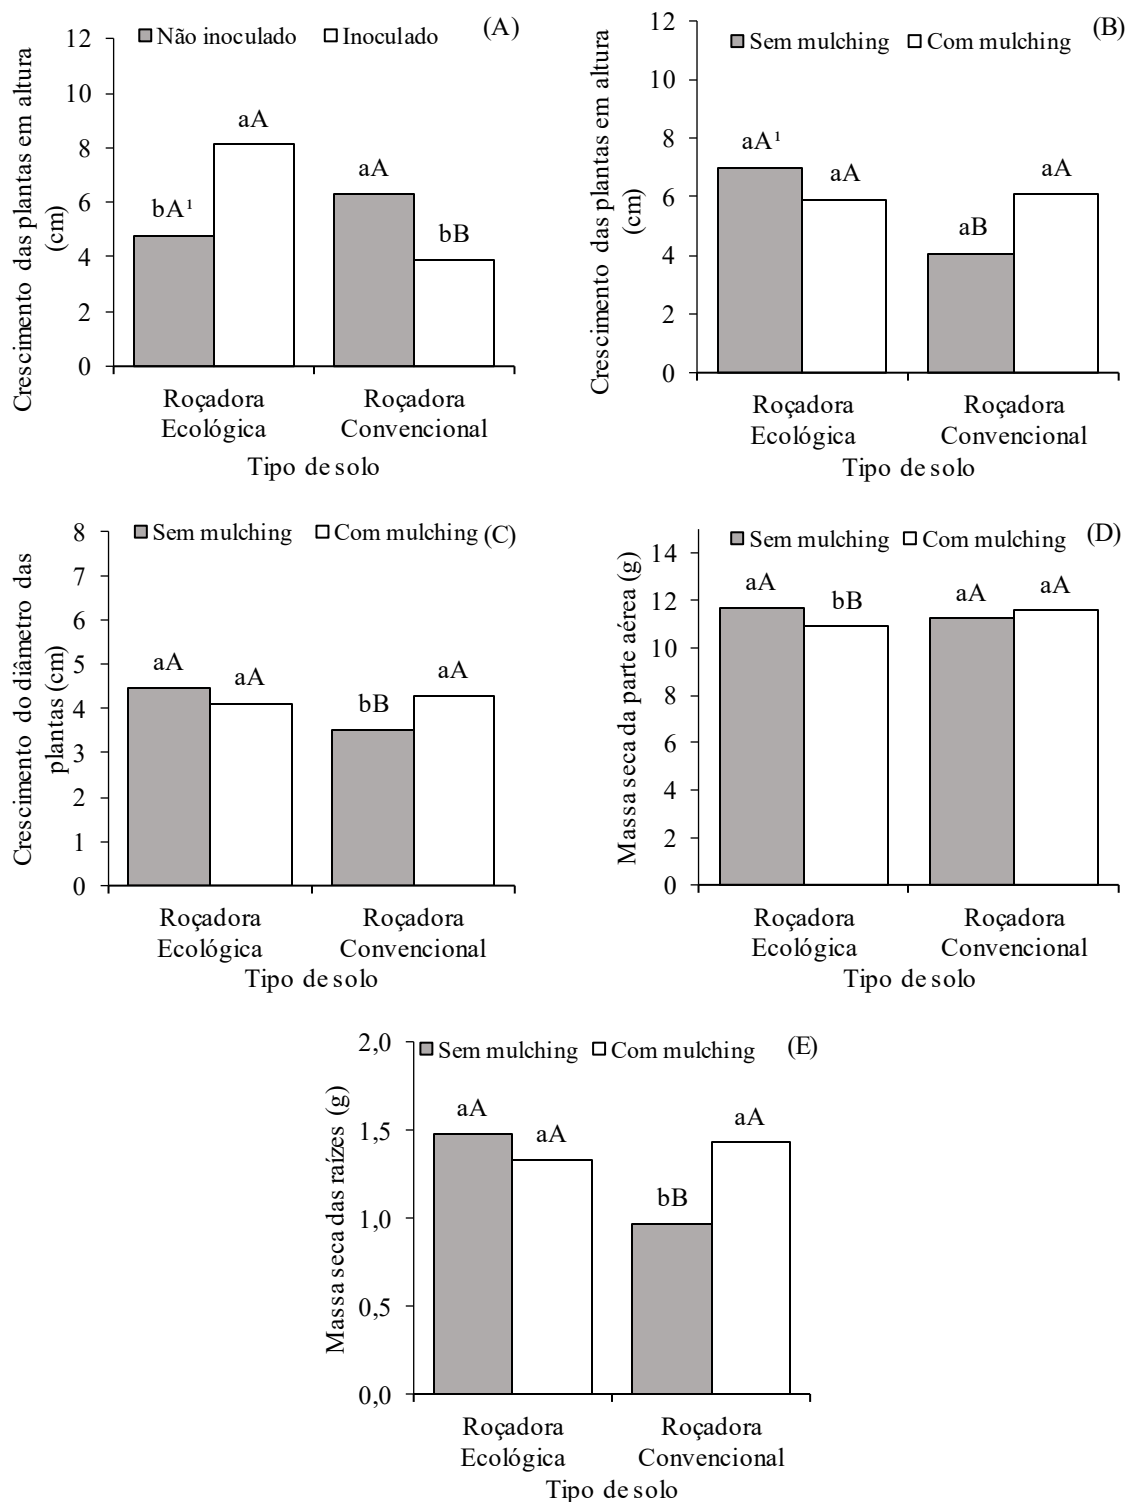 (A)
Não inoculado Inoculado
Crescimento das plantas em altura
(cm)
12
10
8
6
4
2
0
bA¹
aA
aA
bB
Roçadora
Ecológica
Roçadora
Convencional
Tipo de solo
(B)
Sem mulching Com mulching
Crescimento das plantas em altura
(cm)
12
10
8
6
4
2
0
aA¹
aA
aB
aA
Roçadora
Ecológica
Roçadora
Convencional
Tipo de solo
Sem mulching Com mulching (C)
Crescimento do diâmetro das
plantas (cm)
8
7
6
5
4
3
2
1
0
aA
aA
bB
aA
Roçadora
Ecológica
Roçadora
Convencional
Tipo de solo
(D)
Sem mulching Com mulching
Massa seca da parte aérea (g)
14
12
10
8
6
4
2
0
aA
bB
aA
aA
Roçadora
Ecológica
Roçadora
Convencional
Tipo de solo
Sem mulching Com mulching (E)
Massa seca das raízes (g)
2,0
1,5
1,0
0,5
0,0
aA
aA
bB
aA
Roçadora
Ecológica
Roçadora
Convencional
Tipo de solo